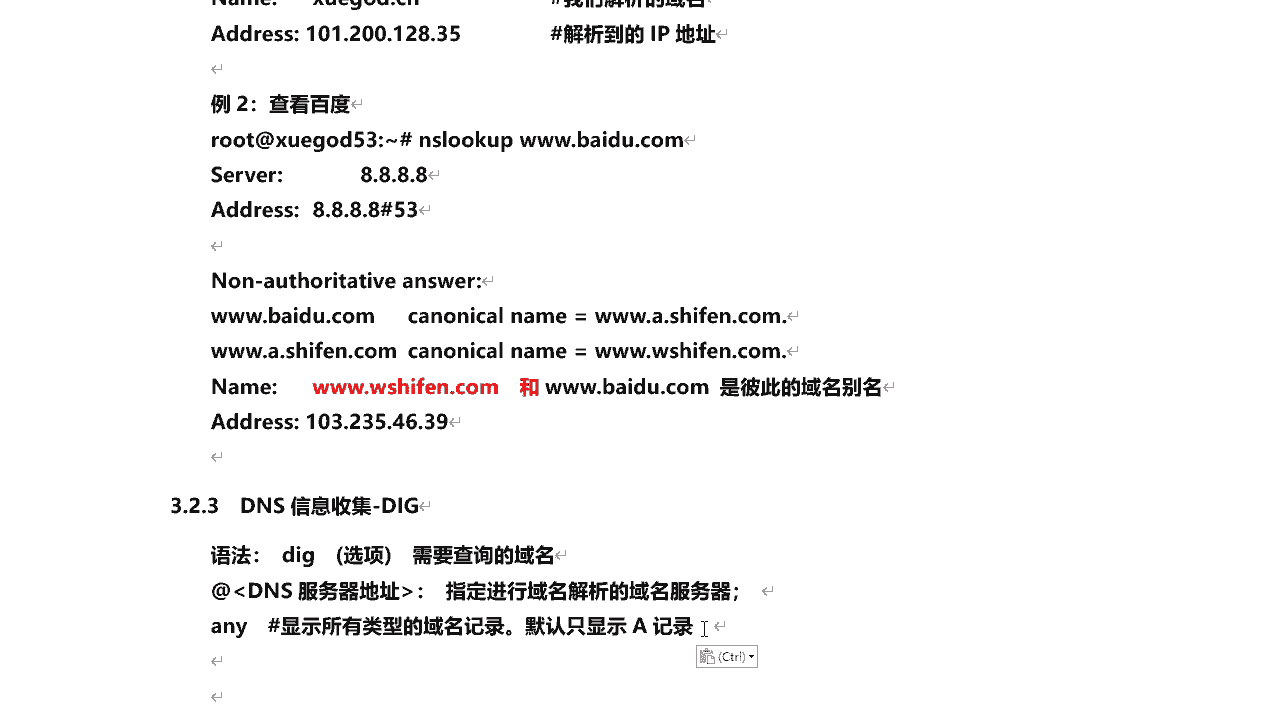 Name: xuegod.cn #我们解析的域名
Address: 101.200.128.35 #解析到的 IP 地址
例 2：查看百度
root@xuegod53:~# nslookup www.baidu.com
Server: 8.8.8.8
Address: 8.8.8.8#53
Non-authoritative answer:
www.baidu.com canonical name = www.a.shifen.com.
www.a.shifen.com canonical name = www.wshifen.com.
Name: www.wshifen.com 和 www.baidu.com 是彼此的域名别名
Address: 103.235.46.39
3.2.3 DNS 信息收集-DIG
语法： dig （选项） 需要查询的域名
@<DNS 服务器地址>： 指定进行域名解析的域名服务器；
any #显示所有类型的域名记录。默认只显示 A 记录
(Ctrl)